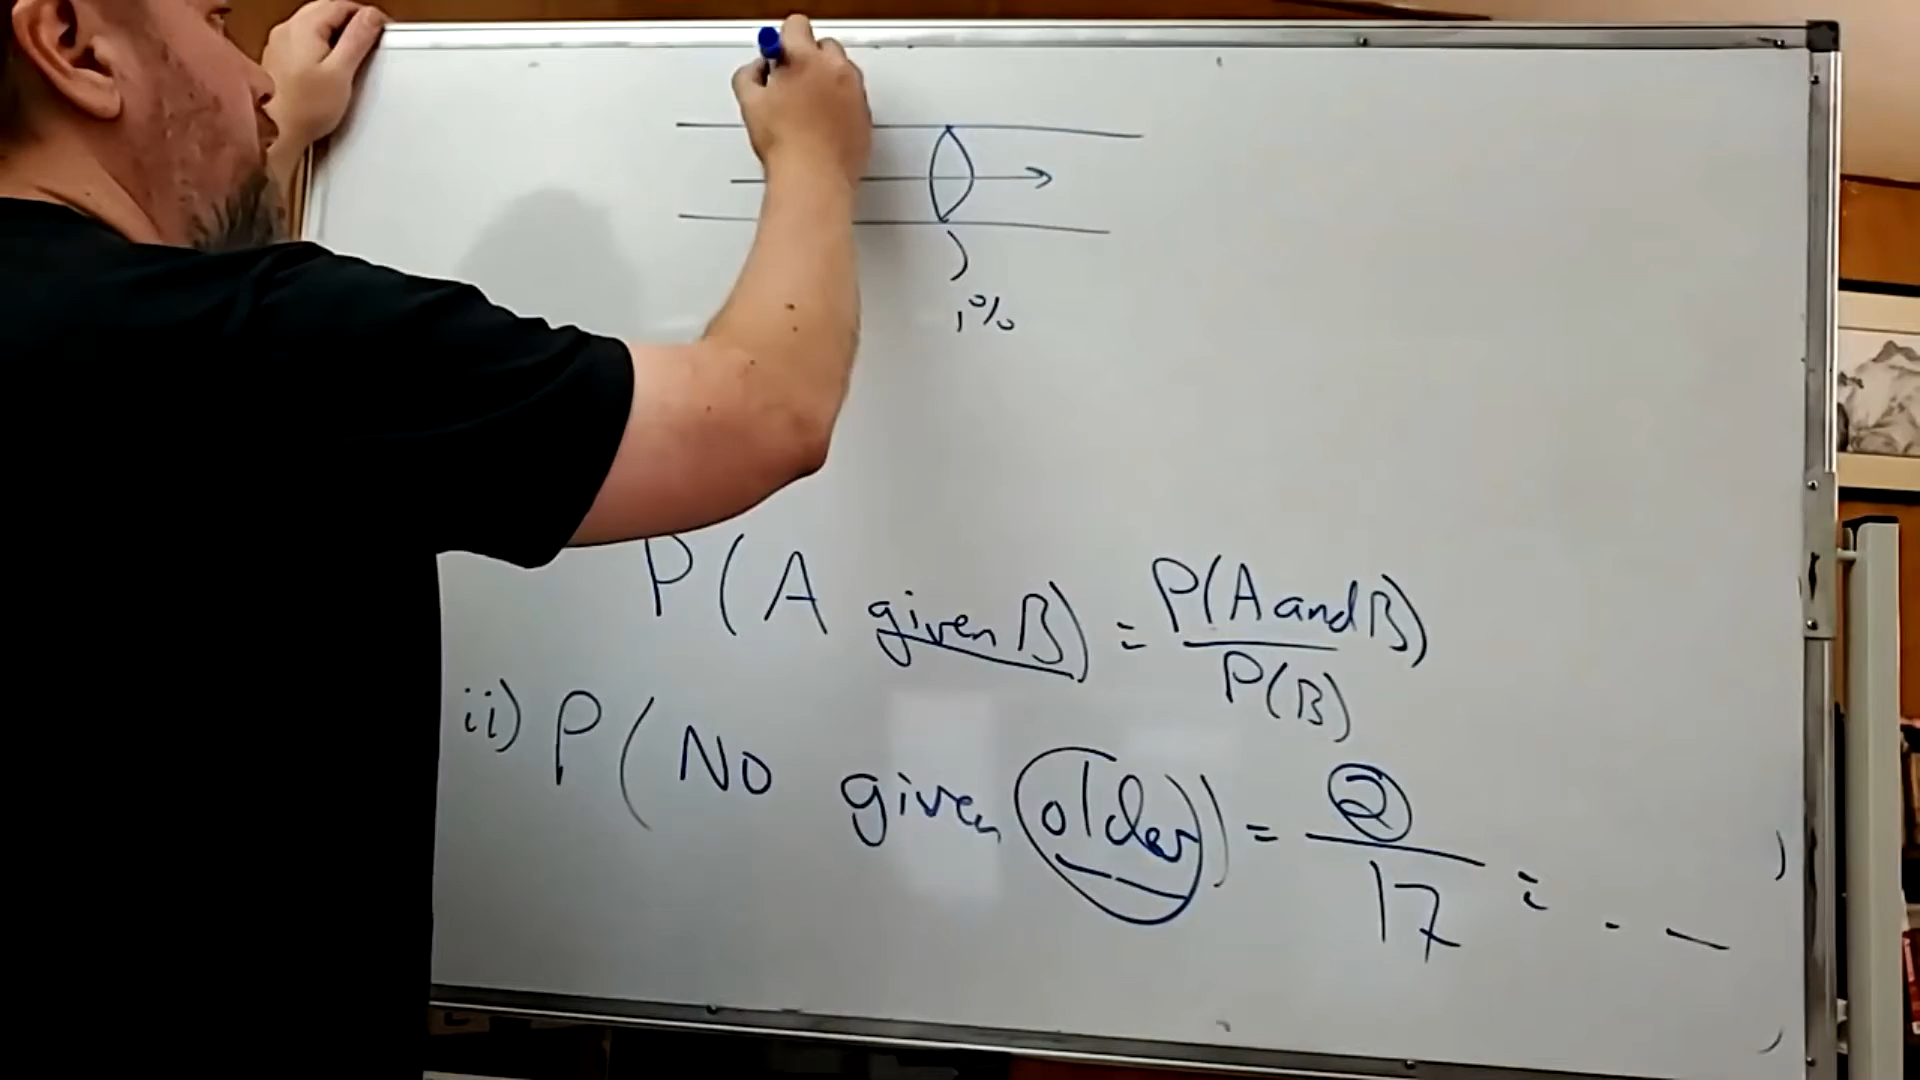 1%
P(A given B) = P(A and B)
P(B)
ii) P(No given older) = 2
17 = . . –